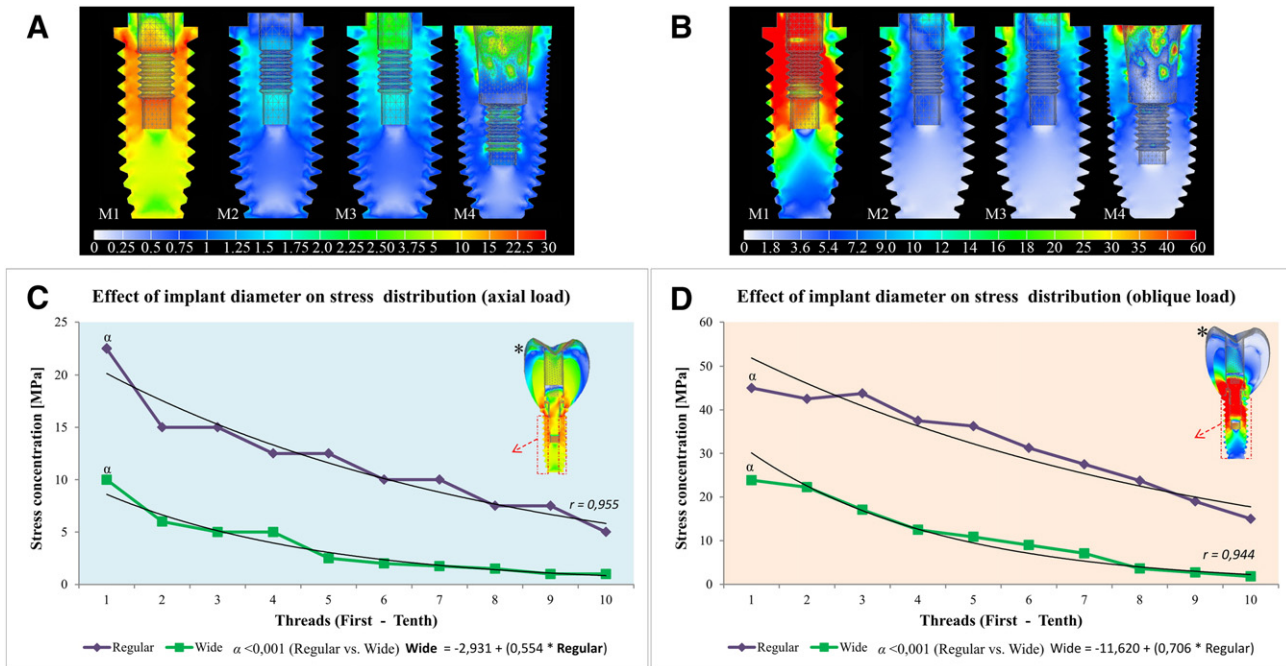 A
M1 M2 M3 M4
0 0.25 0.5 0.75 1 1.25 1.5 1.75 2.0 2.25 2.50 3.75 5 10 15 22.5 30
B
M1 M2 M3 M4
0 1.8 3.6 5.4 7.2 9.0 10 12 14 16 18 20 25 30 35 40 60
C Effect of implant diameter on stress distribution (axial load)
Stress concentration [MPa]
25
20
15
10
5
0
α
α
*
r = 0,955
1 2 3 4 5 6 7 8 9 10
Threads (First - Tenth)
Regular Wide α <0,001 (Regular vs. Wide) Wide = -2,931 + (0,554 * Regular)
D Effect of implant diameter on stress distribution (oblique load)
Stress concentration [MPa]
60
50
40
30
20
10
0
α
α
*
r = 0,944
1 2 3 4 5 6 7 8 9 10
Threads (First - Tenth)
Regular Wide α <0,001 (Regular vs. Wide) Wide = -11,620 + (0,706 * Regular)